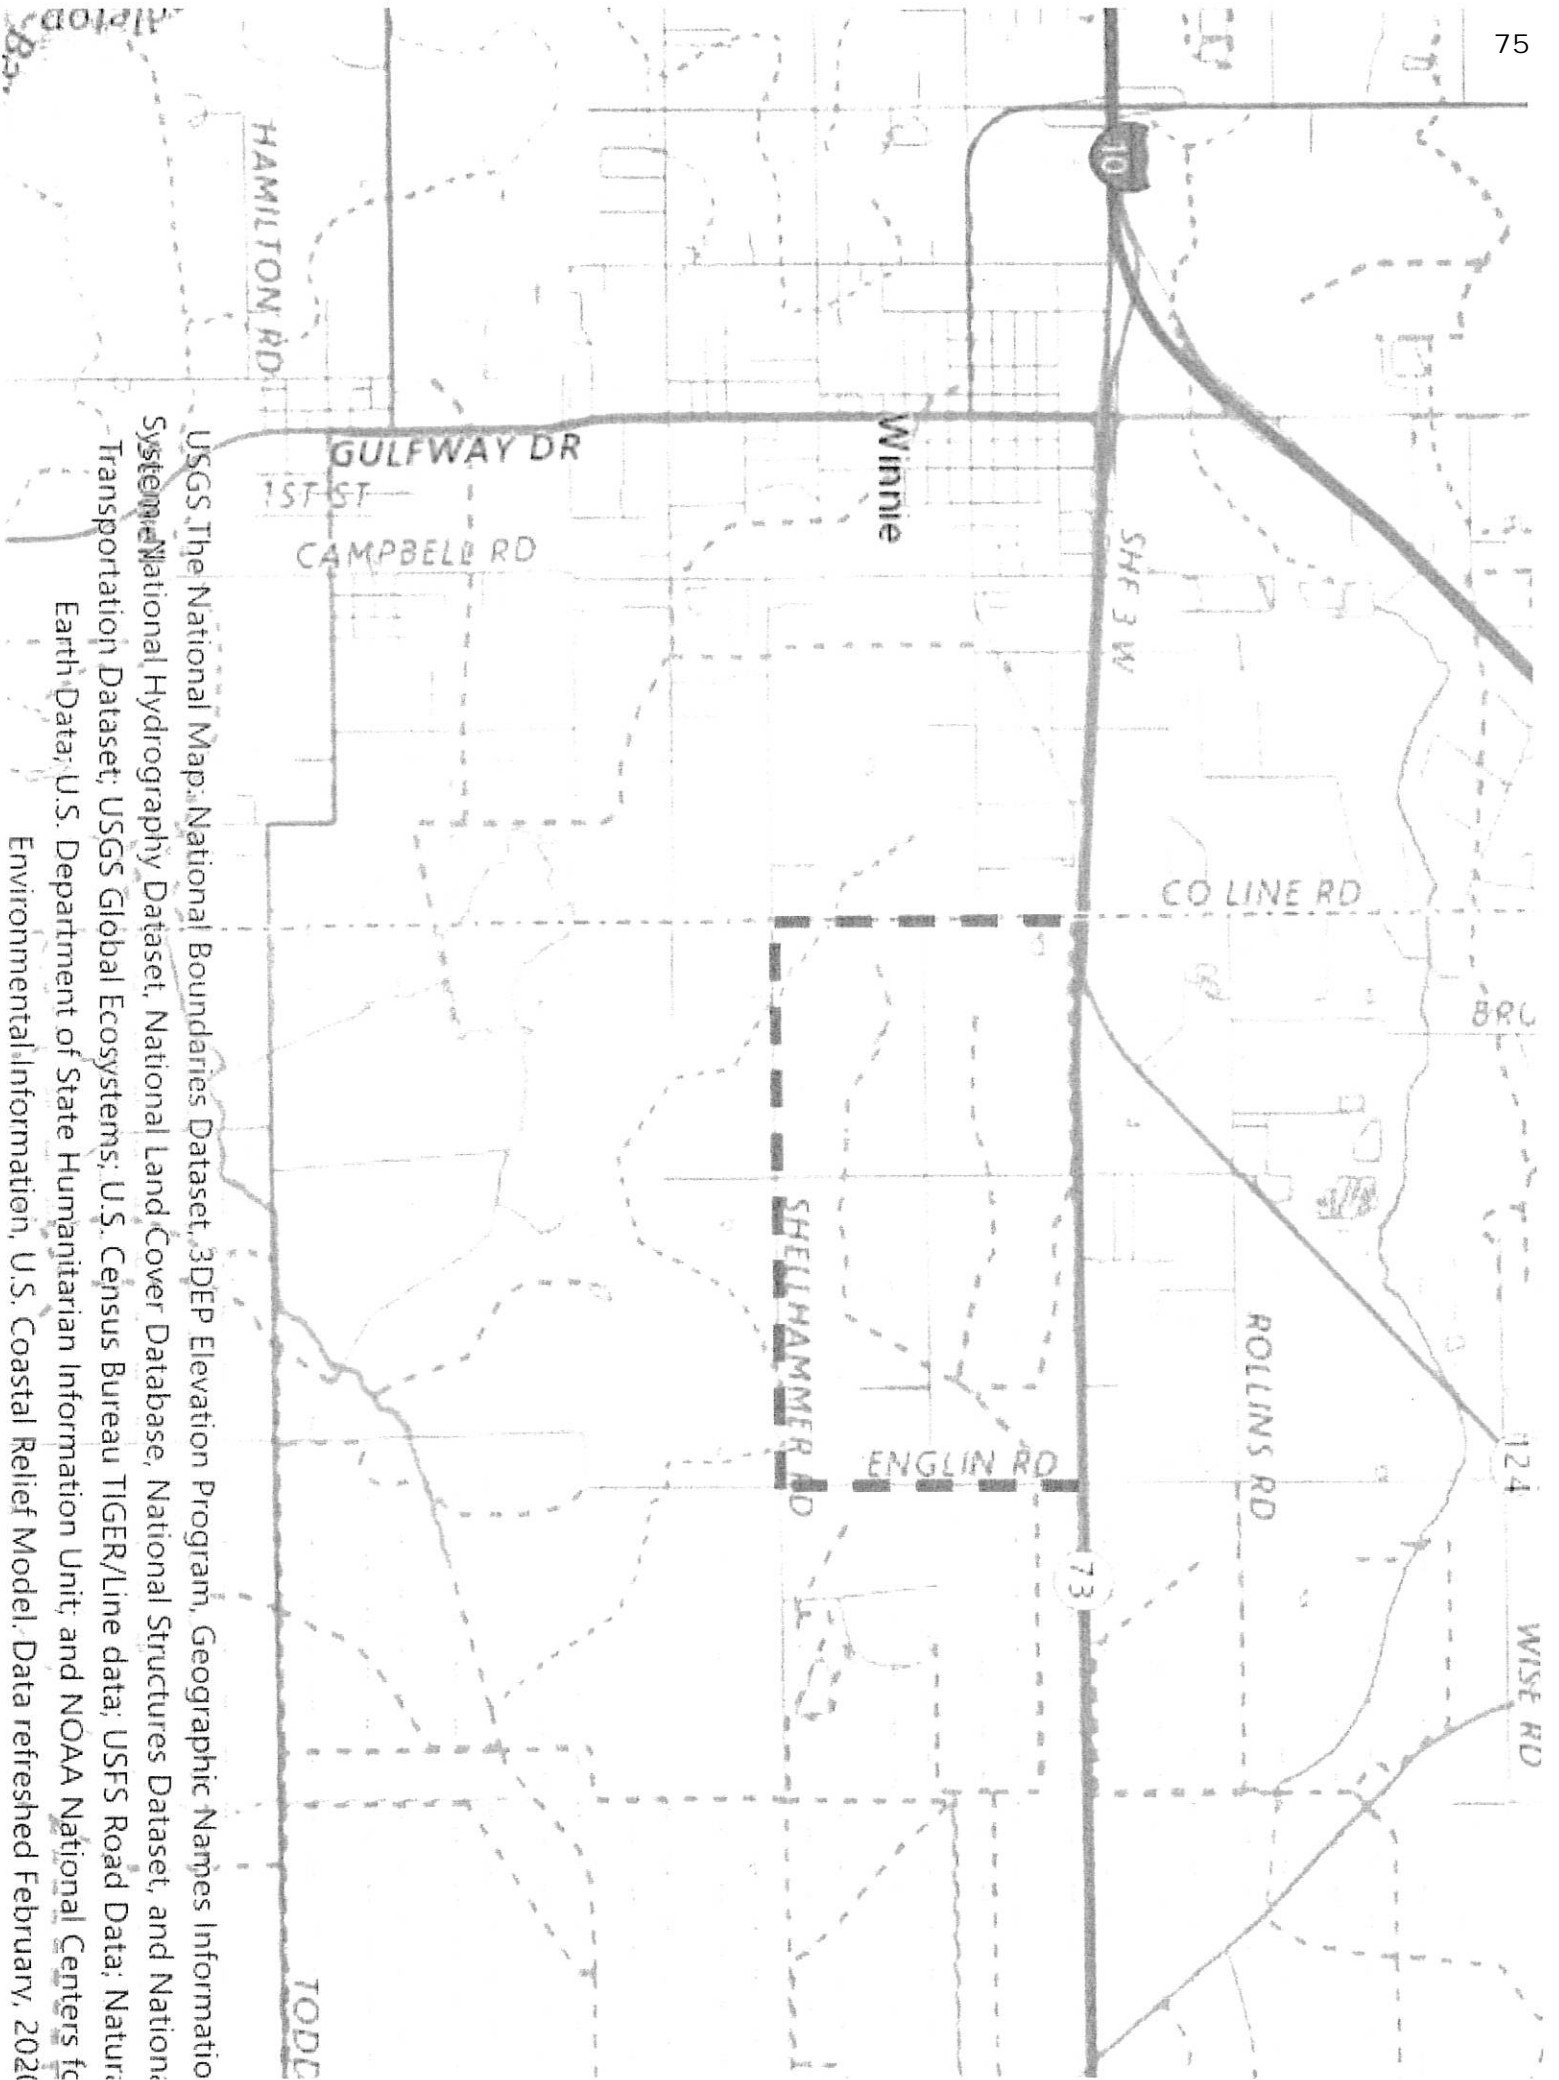 75
10
HAMILTON RD
GULFWAY DR
1ST ST
CAMPBELL RD
Winnie
CO LINE RD
BRU
SHELLHAMMER RD
ENGLIN RD
ROLLINS RD
124
73
WISE RD
TODD
USGS The National Map: National Boundaries Dataset, 3DEP Elevation Program, Geographic Names Informatio
System, National Hydrography Dataset, National Land Cover Database, National Structures Dataset, and Nationa
Transportation Dataset; USGS Global Ecosystems; U.S. Census Bureau TIGER/Line data; USFS Road Data; Natura
Earth Data; U.S. Department of State Humanitarian Information Unit; and NOAA National Centers fo
Environmental Information, U.S. Coastal Relief Model. Data refreshed February, 202